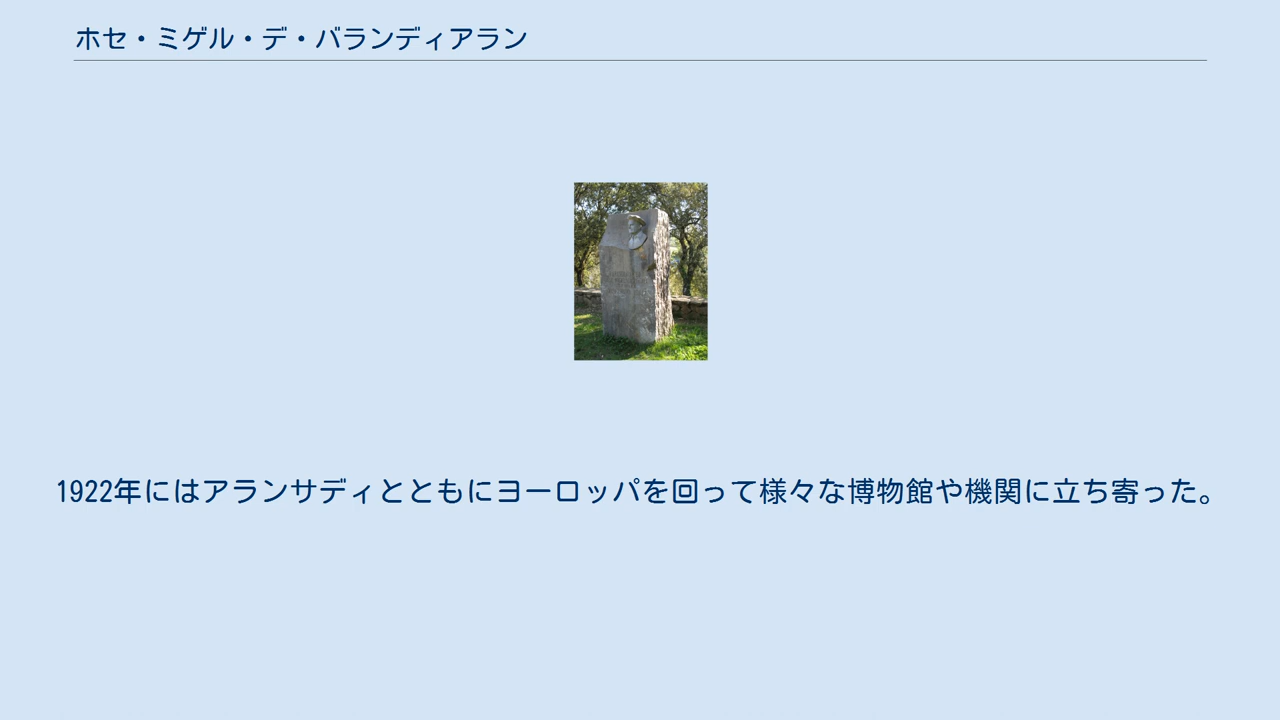 ホセ・ミゲル・デ・バランディアラン
1922年にはアランサディとともにヨーロッパを回って様々な博物館や機関に立ち寄った。